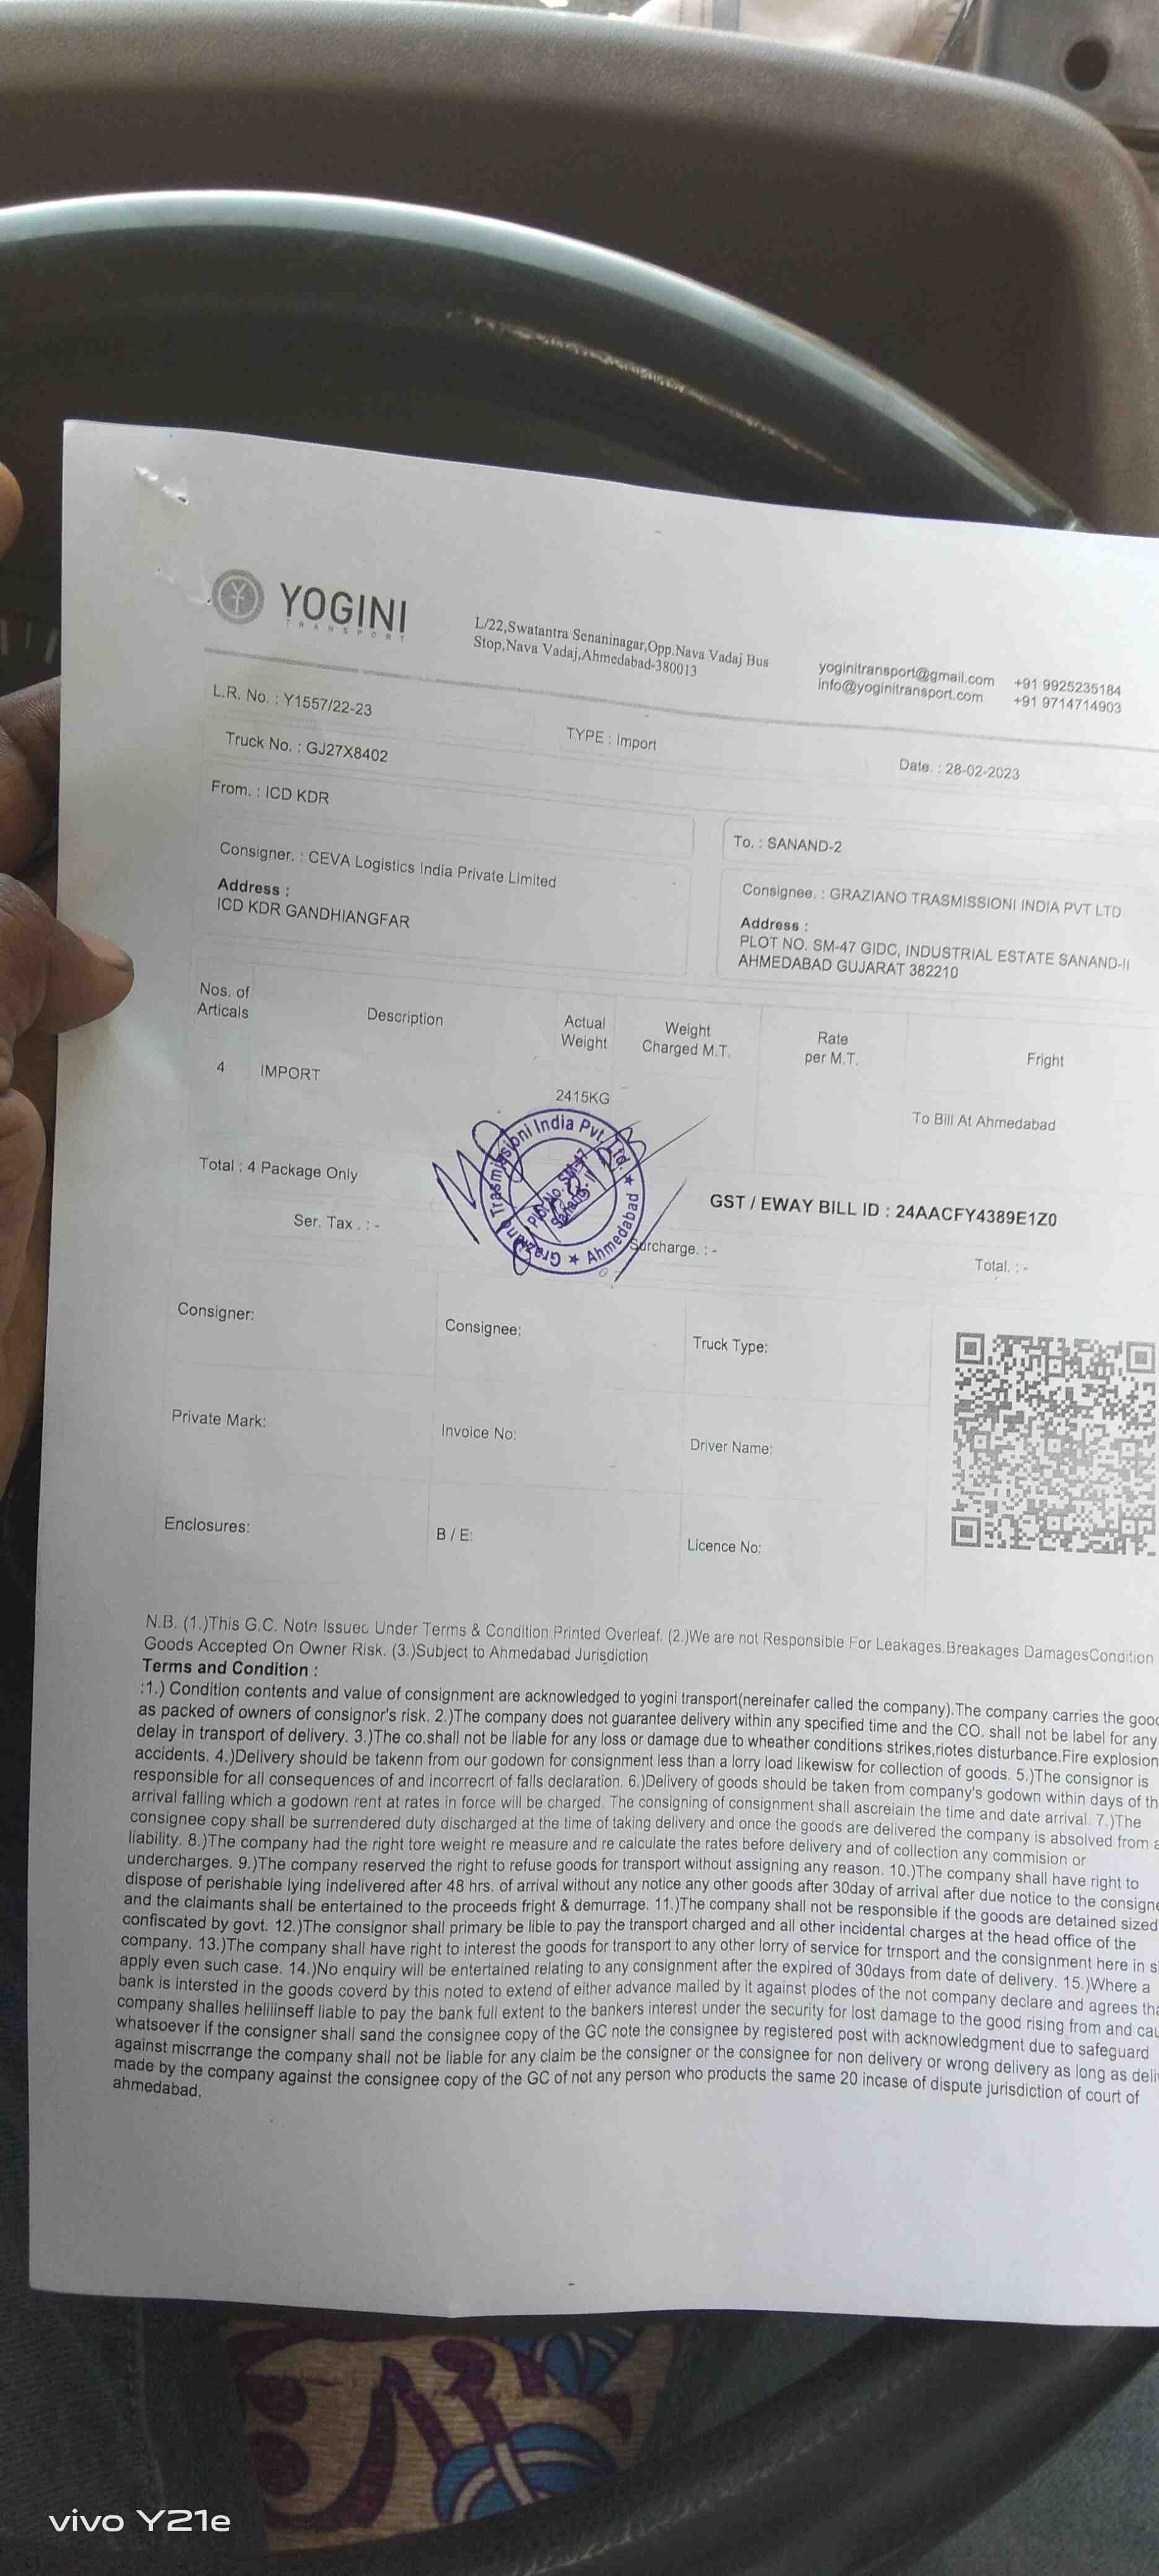 YOGINI
TRANSPORT
L/22,Swatantra Senaninagar,Opp.Nava Vadaj Bus
Stop,Nava Vadaj,Ahmedabad-380013
yoginitransport@gmail.com +91 9925235184
info@yoginitransport.com +91 9714714903
L.R. No. : Y1557/22-23
TYPE : Import
Date. : 28-02-2023
Truck No. : GJ27X8402
From. : ICD KDR
To. : SANAND-2
Consigner. : CEVA Logistics India Private Limited
Address :
ICD KDR GANDHIANGFAR
Consignee. : GRAZIANO TRASMISSIONI INDIA PVT LTD
Address :
PLOT NO. SM-47 GIDC, INDUSTRIAL ESTATE SANAND-II
AHMEDABAD GUJARAT 382210
Nos. of
Articals
Description
Actual
Weight
Weight
Charged M.T.
Rate
per M.T.
Fright
4 IMPORT
2415KG
To Bill At Ahmedabad
Total : 4 Package Only
Graziano Trasmissioni India Pvt. Ltd. ★ Ahmedabad ★
Plot No. SM-47
Sanand-II
GST / EWAY BILL ID : 24AACFY4389E1Z0
Ser. Tax . : -
Surcharge. : -
Total. : -
Consigner:
Consignee:
Truck Type:
Private Mark:
Invoice No:
Driver Name:
Enclosures:
B / E:
Licence No:
N.B. (1.)This G.C. Note Issued Under Terms & Condition Printed Overleaf. (2.)We are not Responsible For Leakages.Breakages DamagesCondition
Goods Accepted On Owner Risk. (3.)Subject to Ahmedabad Jurisdiction
Terms and Condition :
:1.) Condition contents and value of consignment are acknowledged to yogini transport(nereinafer called the company).The company carries the good
as packed of owners of consignor's risk. 2.)The company does not guarantee delivery within any specified time and the CO. shall not be label for any
delay in transport of delivery. 3.)The co.shall not be liable for any loss or damage due to wheather conditions strikes,riotes disturbance.Fire explosion
accidents. 4.)Delivery should be takenn from our godown for consignment less than a lorry load likewisw for collection of goods. 5.)The consignor is
responsible for all consequences of and incorrecrt of falls declaration. 6.)Delivery of goods should be taken from company's godown within days of th
arrival falling which a godown rent at rates in force will be charged. The consigning of consignment shall ascreiain the time and date arrival. 7.)The
consignee copy shall be surrendered duty discharged at the time of taking delivery and once the goods are delivered the company is absolved from a
liability. 8.)The company had the right tore weight re measure and re calculate the rates before delivery and of collection any commision or
undercharges. 9.)The company reserved the right to refuse goods for transport without assigning any reason. 10.)The company shall have right to
dispose of perishable lying indelivered after 48 hrs. of arrival without any notice any other goods after 30day of arrival after due notice to the consigne
and the claimants shall be entertained to the proceeds fright & demurrage. 11.)The company shall not be responsible if the goods are detained sized
confiscated by govt. 12.)The consignor shall primary be lible to pay the transport charged and all other incidental charges at the head office of the
company. 13.)The company shall have right to interest the goods for transport to any other lorry of service for trnsport and the consignment here in s
apply even such case. 14.)No enquiry will be entertained relating to any consignment after the expired of 30days from date of delivery. 15.)Where a
bank is intersted in the goods coverd by this noted to extend of either advance mailed by it against plodes of the not company declare and agrees tha
company shalles heliiinseff liable to pay the bank full extent to the bankers interest under the security for lost damage to the good rising from and cau
whatsoever if the consigner shall sand the consignee copy of the GC note the consignee by registered post with acknowledgment due to safeguard
against miscrrange the company shall not be liable for any claim be the consigner or the consignee for non delivery or wrong delivery as long as deli
made by the company against the consignee copy of the GC of not any person who products the same 20 incase of dispute jurisdiction of court of
ahmedabad.
vivo Y21e